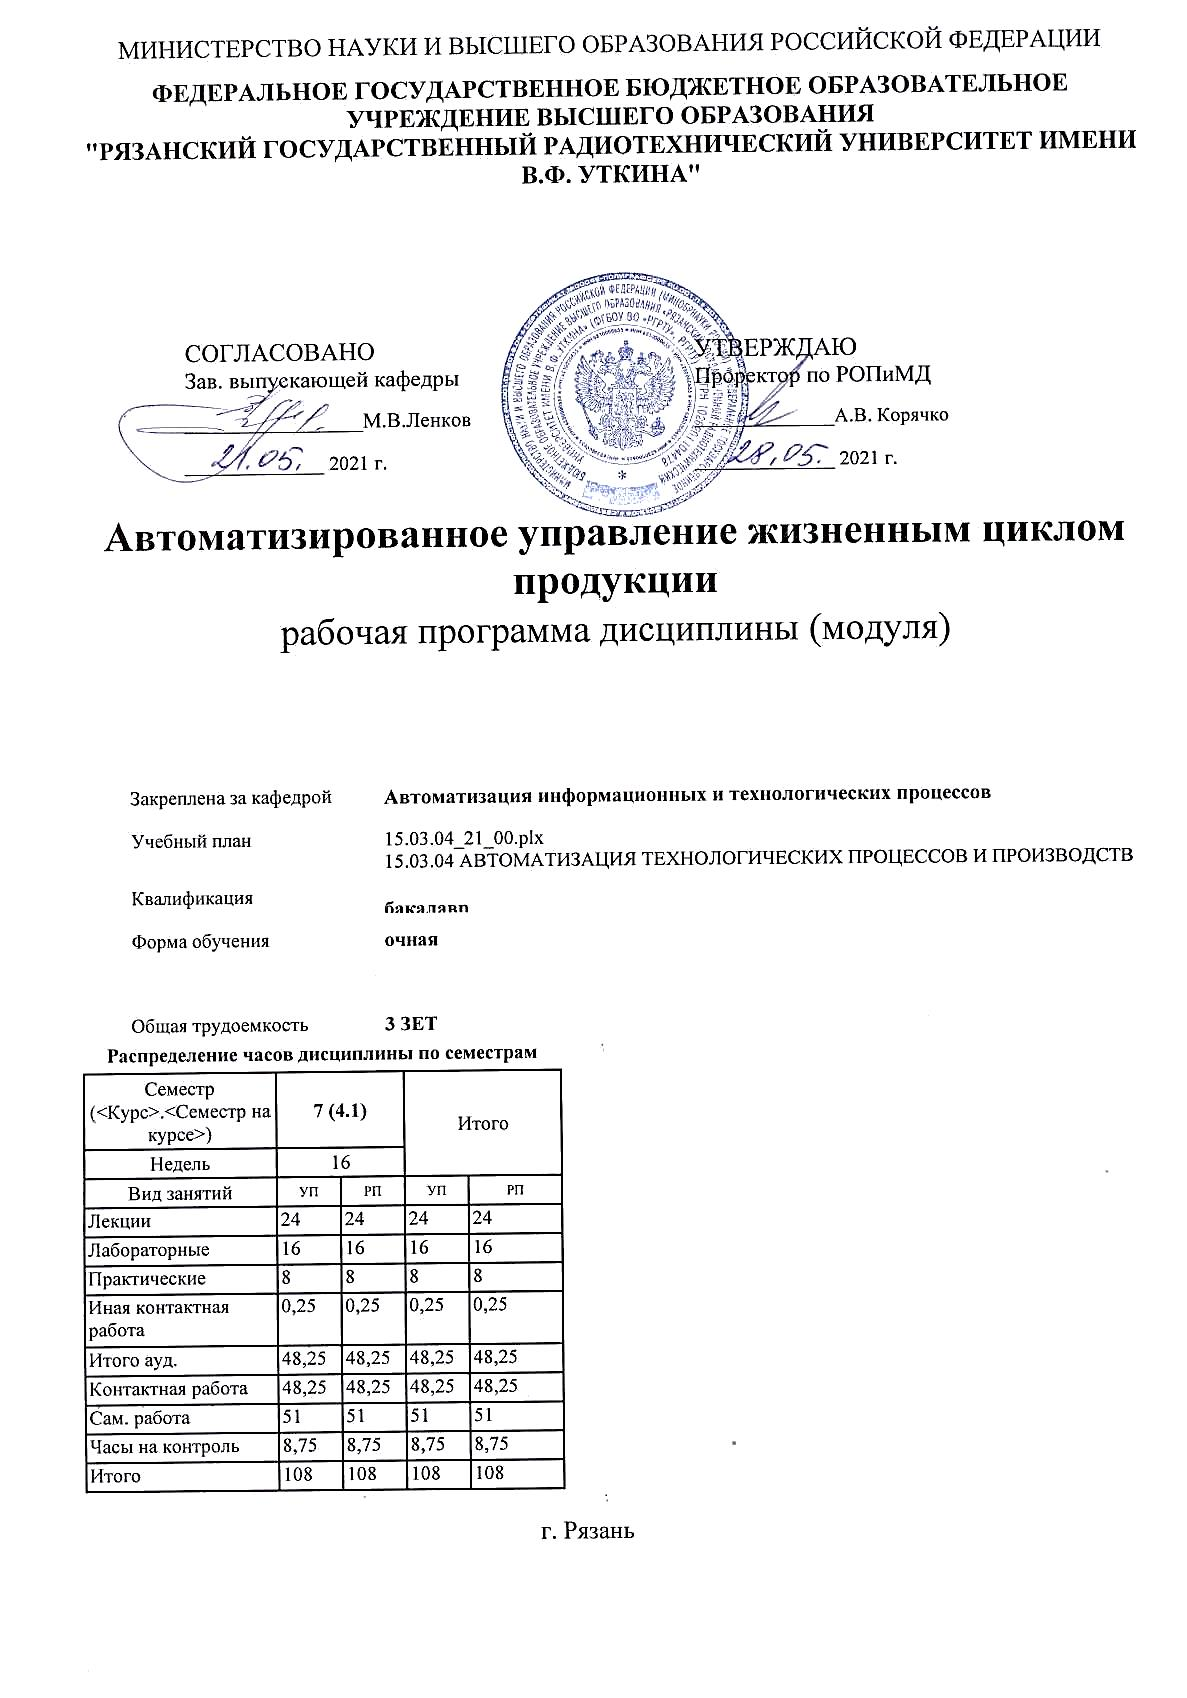 МИНИСТЕРСТВО НАУКИ И ВЫСШЕГО ОБРАЗОВАНИЯ РОССИЙСКОЙ ФЕДЕРАЦИИ
ФЕДЕРАЛЬНОЕ ГОСУДАРСТВЕННОЕ БЮДЖЕТНОЕ ОБРАЗОВАТЕЛЬНОЕ
УЧРЕЖДЕНИЕ ВЫСШЕГО ОБРАЗОВАНИЯ
"РЯЗАНСКИЙ ГОСУДАРСТВЕННЫЙ РАДИОТЕХНИЧЕСКИЙ УНИВЕРСИТЕТ ИМЕНИ
В.Ф. УТКИНА"
СОГЛАСОВАНО
Зав. выпускающей кафедры
М.В.Ленков
21.05. 2021 г.
УТВЕРЖДАЮ
Проректор по РОПиМД
А.В. Корячко
28.05. 2021 г.
Автоматизированное управление жизненным циклом
продукции
рабочая программа дисциплины (модуля)
Закреплена за кафедрой Автоматизация информационных и технологических процессов
Учебный план 15.03.04_21_00.plx
15.03.04 АВТОМАТИЗАЦИЯ ТЕХНОЛОГИЧЕСКИХ ПРОЦЕССОВ И ПРОИЗВОДСТВ
Квалификация бакалавр
Форма обучения очная
Общая трудоемкость 3 ЗЕТ
Распределение часов дисциплины по семестрам
Семестр
(<Курс>.<Семестр на
курсе>) 7 (4.1) Итого
Недель 16
Вид занятий УП РП УП РП
Лекции 24 24 24 24
Лабораторные 16 16 16 16
Практические 8 8 8 8
Иная контактная
работа 0,25 0,25 0,25 0,25
Итого ауд. 48,25 48,25 48,25 48,25
Контактная работа 48,25 48,25 48,25 48,25
Сам. работа 51 51 51 51
Часы на контроль 8,75 8,75 8,75 8,75
Итого 108 108 108 108
г. Рязань